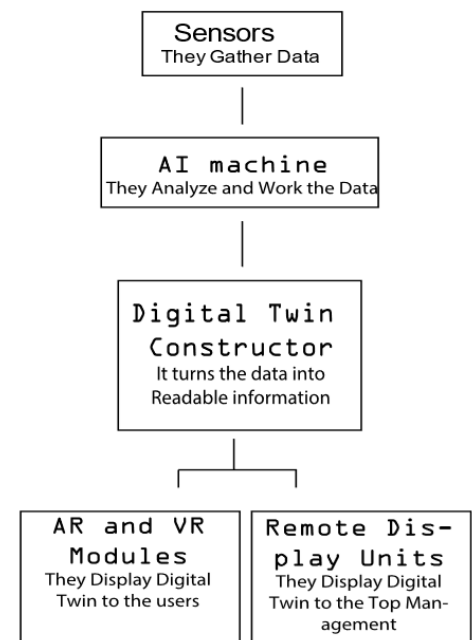 Sensors
They Gather Data
AI machine
They Analyze and Work the Data
Digital Twin
Constructor
It turns the data into
Readable information
AR and VR
Modules
They Display Digital
Twin to the users
Remote Dis-
play Units
They Display Digital
Twin to the Top Man-
agement